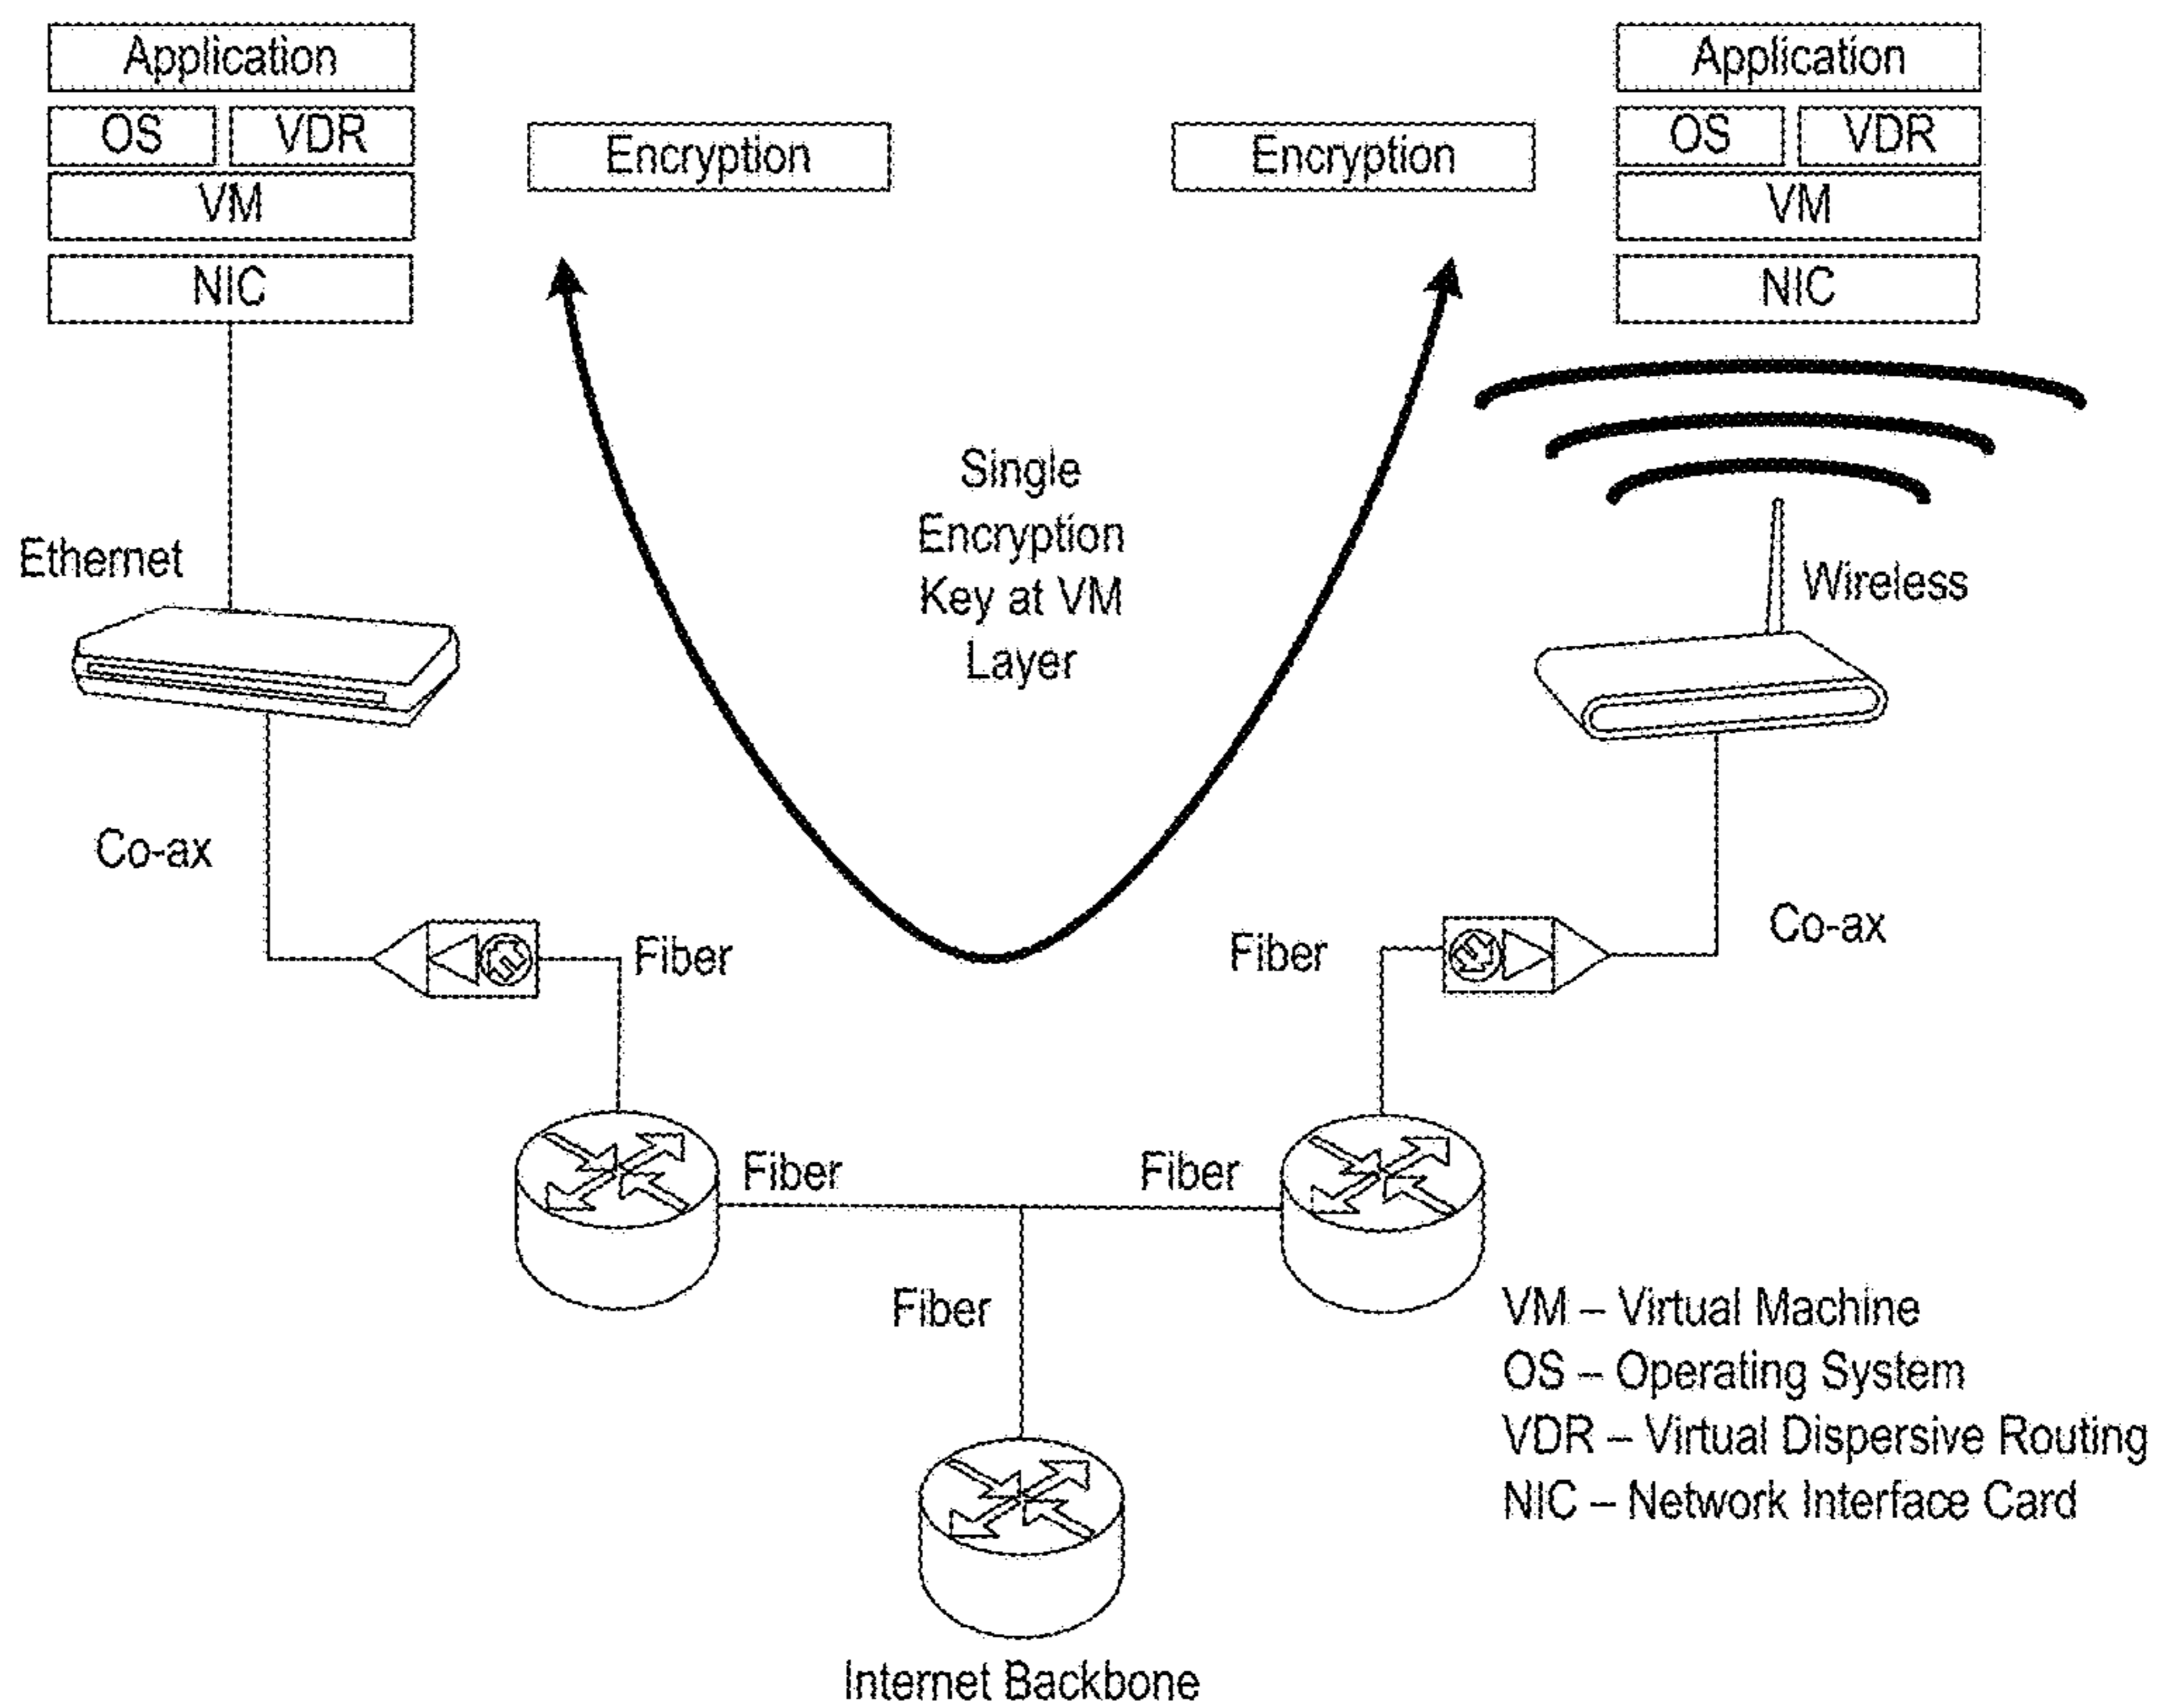 Application
OS
VDR
VM
NIC
Encryption
Encryption
Application
OS
VDR
VM
NIC
Single
Encryption
Key at VM
Layer
Ethernet
Wireless
Co-ax
Fiber
Fiber
Co-ax
Fiber
Fiber
Fiber
Internet Backbone
VM – Virtual Machine
OS – Operating System
VDR – Virtual Dispersive Routing
NIC – Network Interface Card